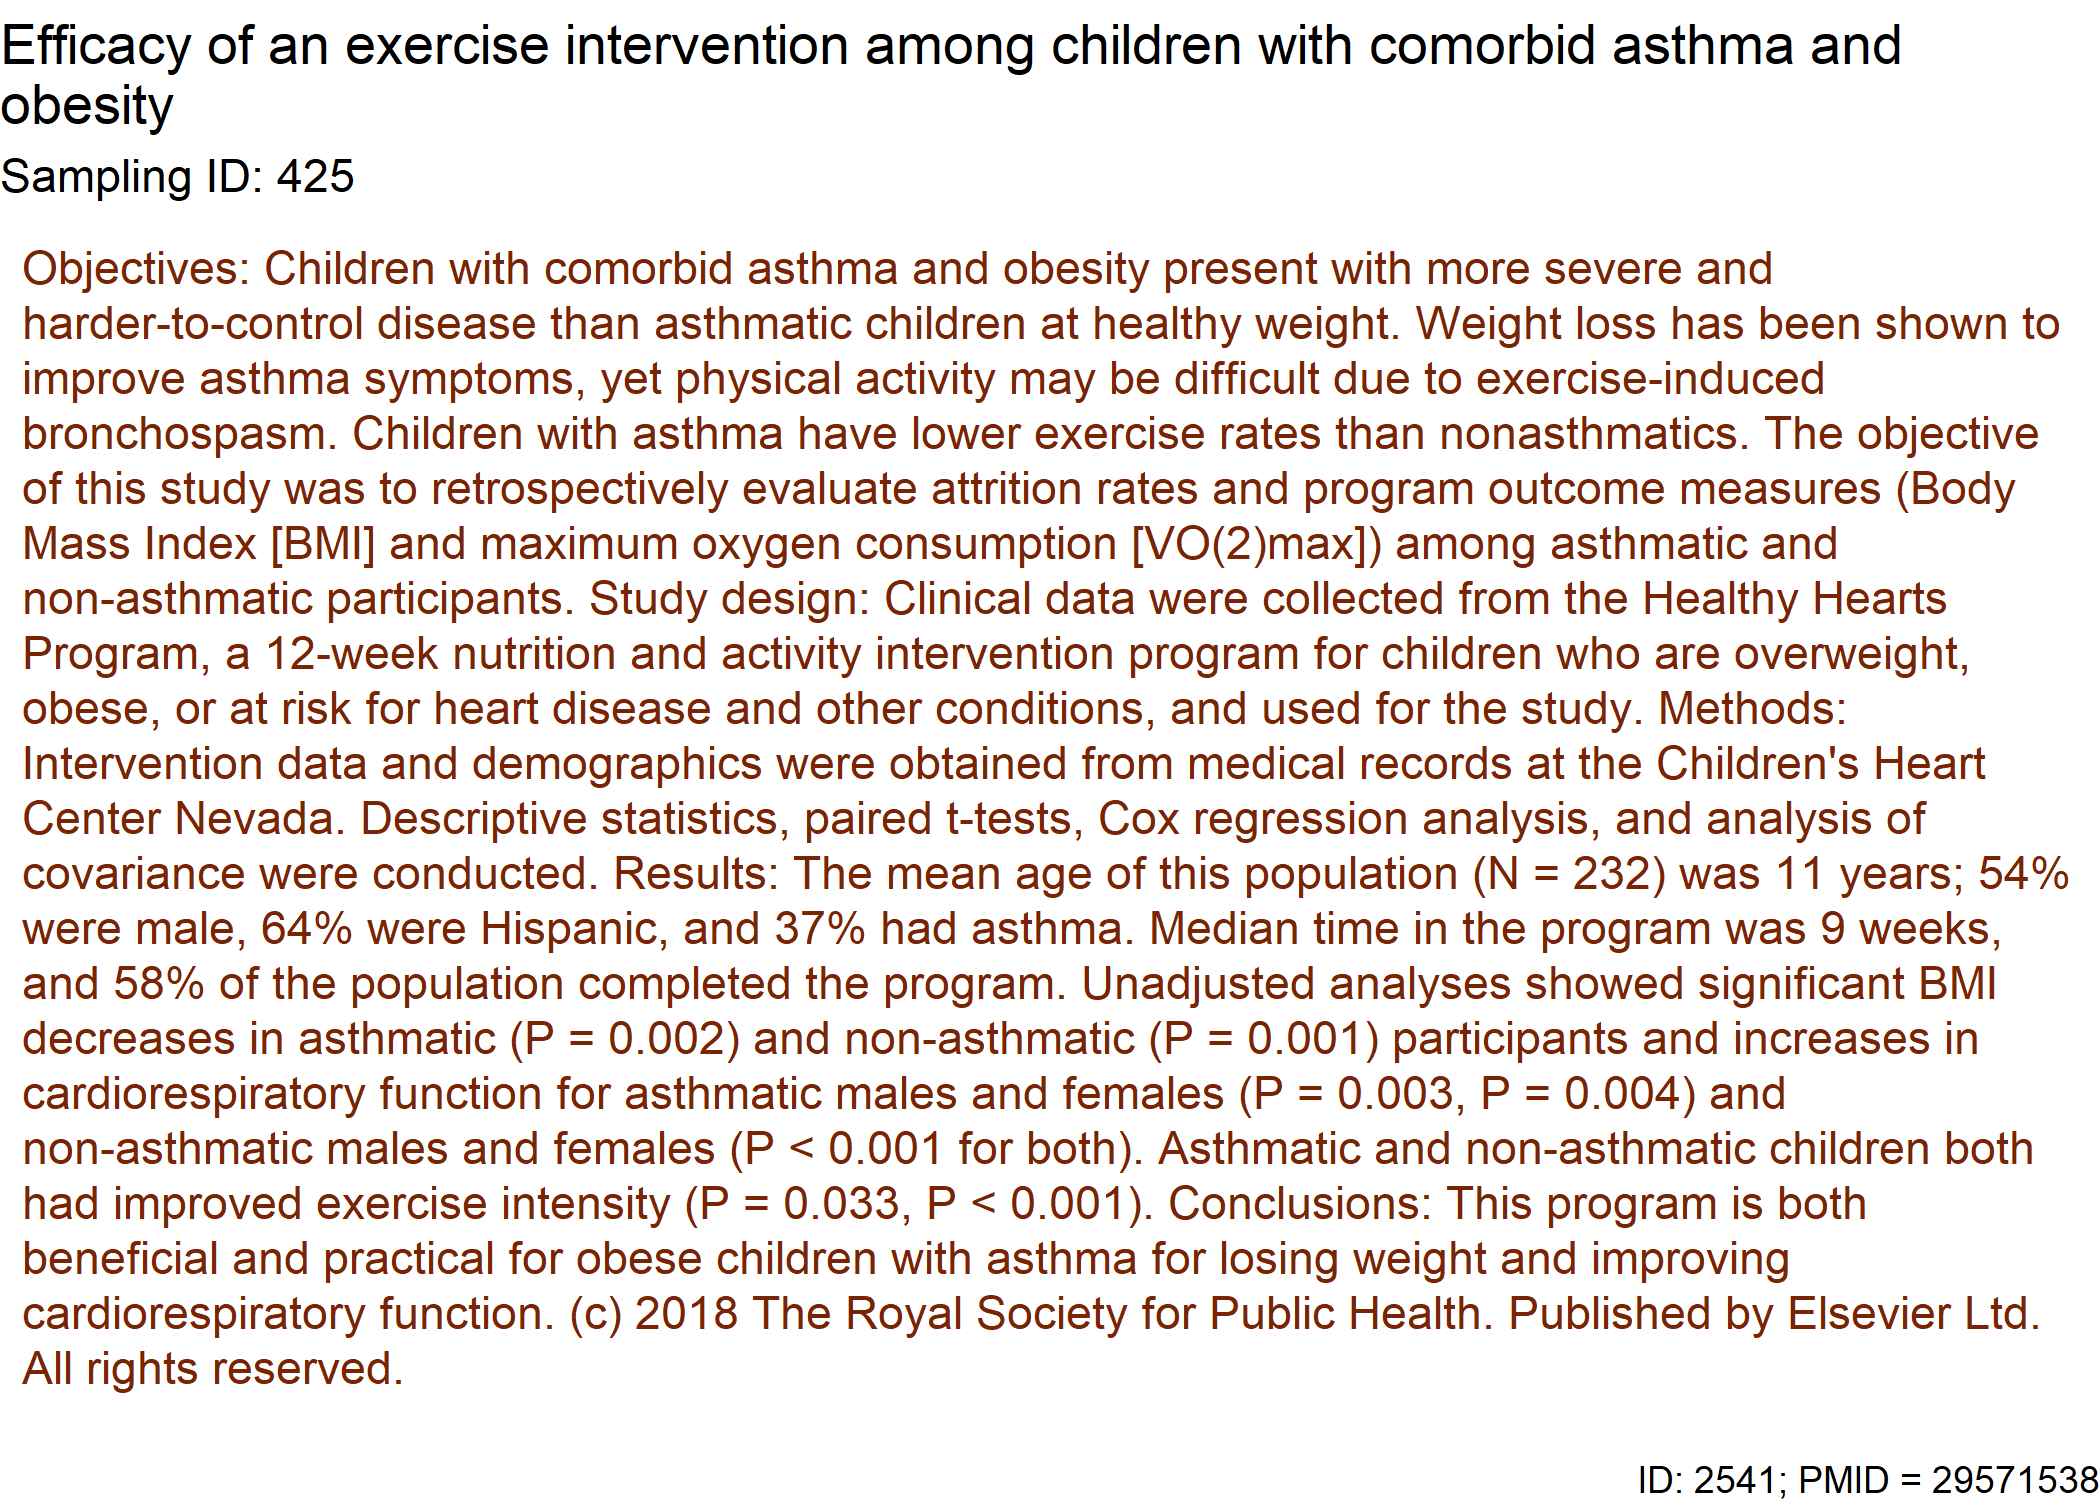 Efficacy of an exercise intervention among children with comorbid asthma and
obesity
Sampling ID: 425
Objectives: Children with comorbid asthma and obesity present with more severe and
harder-to-control disease than asthmatic children at healthy weight. Weight loss has been shown to
improve asthma symptoms, yet physical activity may be difficult due to exercise-induced
bronchospasm. Children with asthma have lower exercise rates than nonasthmatics. The objective
of this study was to retrospectively evaluate attrition rates and program outcome measures (Body
Mass Index [BMI] and maximum oxygen consumption [VO(2)max]) among asthmatic and
non-asthmatic participants. Study design: Clinical data were collected from the Healthy Hearts
Program, a 12-week nutrition and activity intervention program for children who are overweight,
obese, or at risk for heart disease and other conditions, and used for the study. Methods:
Intervention data and demographics were obtained from medical records at the Children's Heart
Center Nevada. Descriptive statistics, paired t-tests, Cox regression analysis, and analysis of
covariance were conducted. Results: The mean age of this population (N = 232) was 11 years; 54%
were male, 64% were Hispanic, and 37% had asthma. Median time in the program was 9 weeks,
and 58% of the population completed the program. Unadjusted analyses showed significant BMI
decreases in asthmatic (P = 0.002) and non-asthmatic (P = 0.001) participants and increases in
cardiorespiratory function for asthmatic males and females (P = 0.003, P = 0.004) and
non-asthmatic males and females (P < 0.001 for both). Asthmatic and non-asthmatic children both
had improved exercise intensity (P = 0.033, P < 0.001). Conclusions: This program is both
beneficial and practical for obese children with asthma for losing weight and improving
cardiorespiratory function. (c) 2018 The Royal Society for Public Health. Published by Elsevier Ltd.
All rights reserved.
ID: 2541; PMID = 29571538